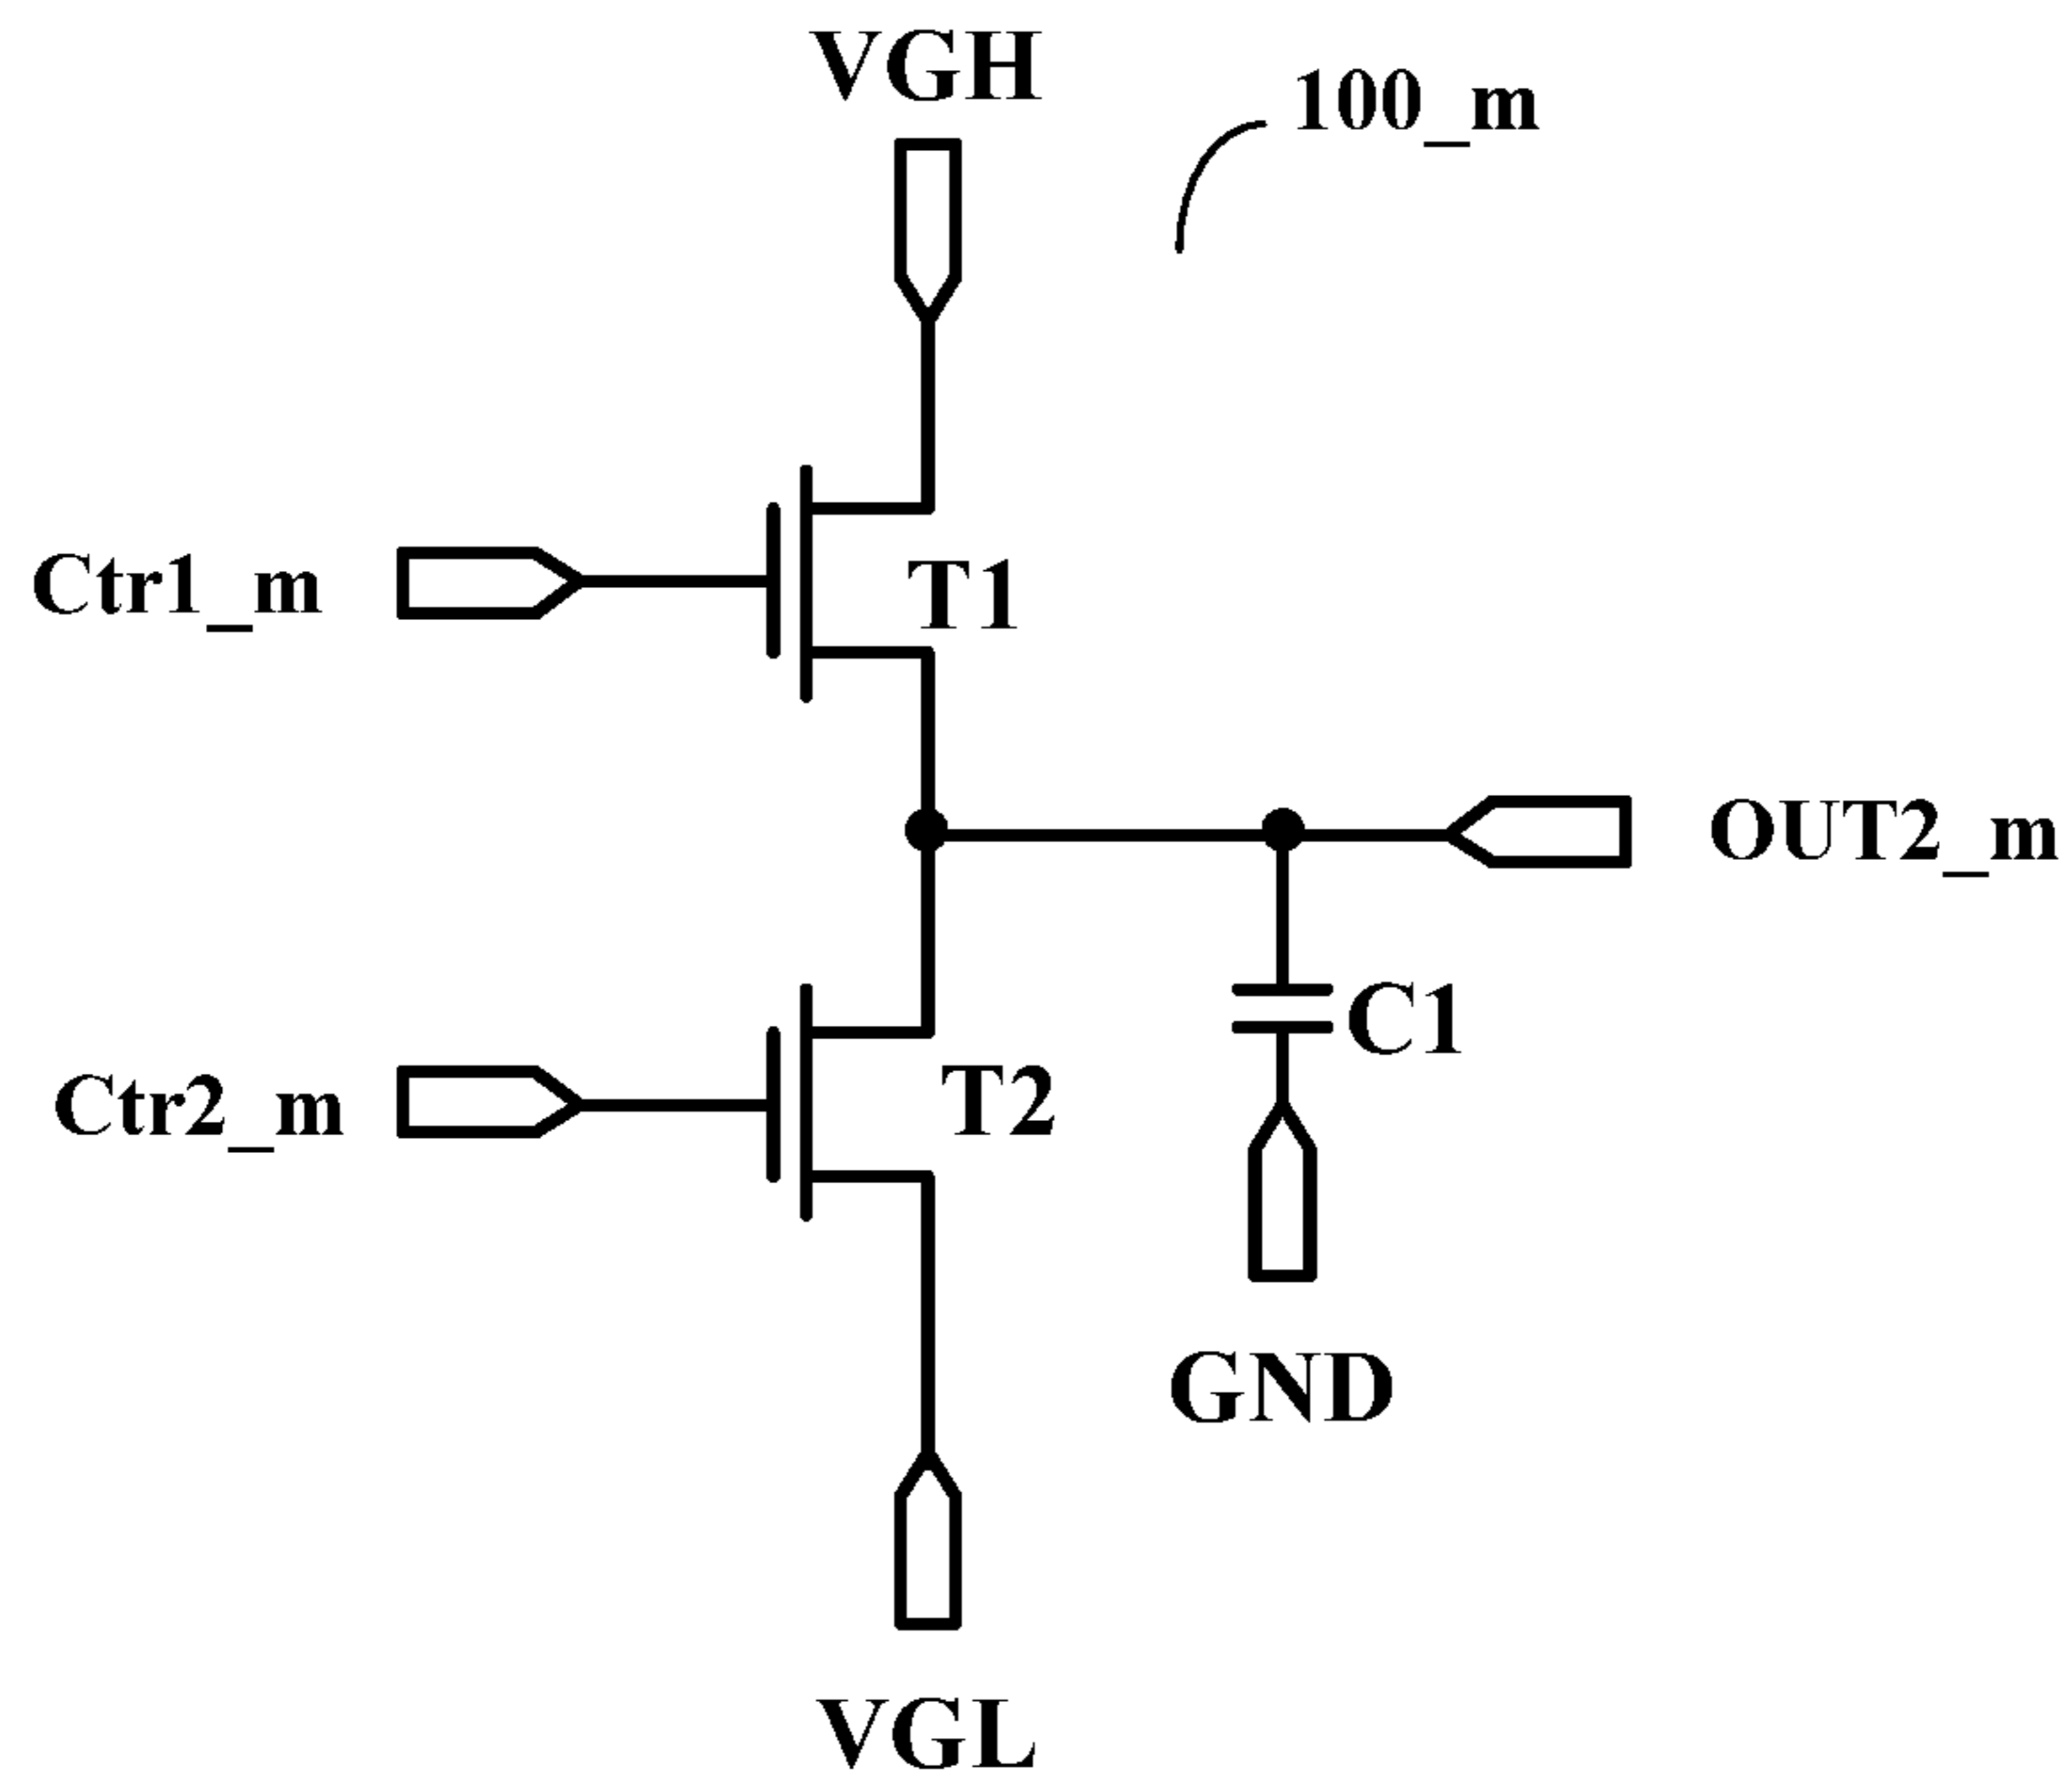 VGH
100_m
Ctr1_m
T1
OUT2_m
C1
Ctr2_m
T2
GND
VGL